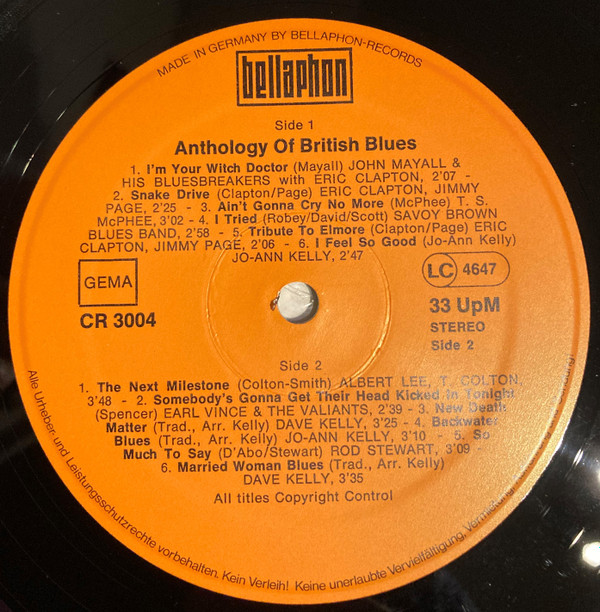 MADE IN GERMANY BY BELLAPHON-RECORDS
bellaphon
Side 1
Anthology Of British Blues
1. I'm Your Witch Doctor (Mayall) JOHN MAYALL &
HIS BLUESBREAKERS with ERIC CLAPTON, 2'07 -
2. Snake Drive (Clapton/Page) ERIC CLAPTON, JIMMY
PAGE, 2'25 - 3. Ain't Gonna Cry No More (McPhee) T. S.
McPHEE, 3'02 - 4. I Tried (Robey/David/Scott) SAVOY BROWN
BLUES BAND, 2'58 - 5. Tribute To Elmore (Clapton/Page) ERIC
CLAPTON, JIMMY PAGE, 2'06 - 6. I Feel So Good (Jo-Ann Kelly)
JO-ANN KELLY, 2'47
GEMA
LC 4647
CR 3004
33 UpM
STEREO
Side 2
Side 2
1. The Next Milestone (Colton-Smith) ALBERT LEE, T. COLTON,
3'48 - 2. Somebody's Gonna Get Their Head Kicked In Tonight
(Spencer) EARL VINCE & THE VALIANTS, 2'39 - 3. New Death
Matter (Trad., Arr. Kelly) DAVE KELLY, 3'25 - 4. Backwater
Blues (Trad., Arr. Kelly) JO-ANN KELLY, 3'10 - 5. So
Much To Say (D'Abo/Stewart) ROD STEWART, 3'09 -
6. Married Woman Blues (Trad., Arr. Kelly)
DAVE KELLY, 3'35
All titles Copyright Control
Alle Urheber- und Leistungsschutzrechte vorbehalten. Kein Verleih! Keine unerlaubte Vervielfältigung,